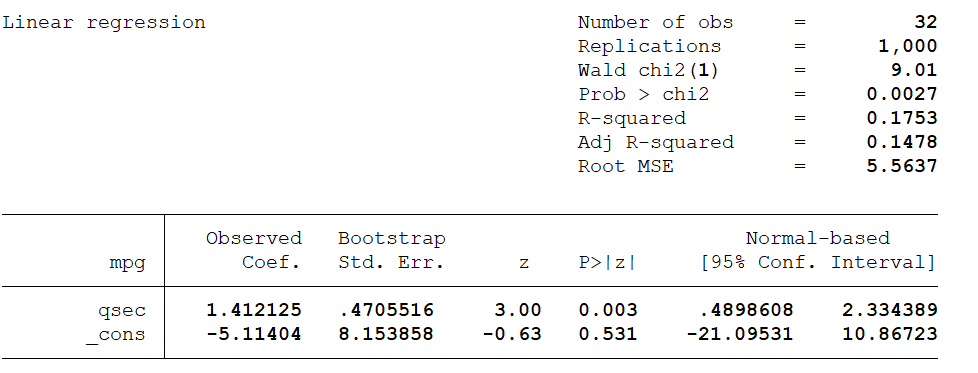 Linear regression Number of obs = 32
Replications = 1,000
Wald chi2(1) = 9.01
Prob > chi2 = 0.0027
R-squared = 0.1753
Adj R-squared = 0.1478
Root MSE = 5.5637
Observed Bootstrap Normal-based
mpg Coef. Std. Err. z P>|z| [95% Conf. Interval]
qsec 1.412125 .4705516 3.00 0.003 .4898608 2.334389
_cons -5.11404 8.153858 -0.63 0.531 -21.09531 10.86723